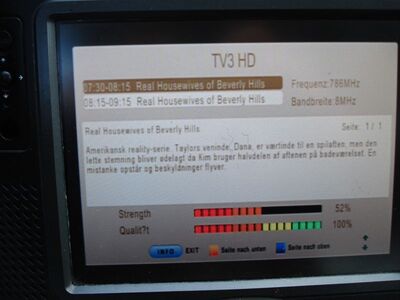 TV3 HD
07:30-08:15 Real Housewives of Beverly Hills
Frequenz:786MHz
08:15-09:15 Real Housewives of Beverly Hills
Bandbreite:8MHz
Real Housewives of Beverly Hills
Seite: 1 / 1
Amerikansk reality-serie. Taylors veninde, Dana, er værtinde til en spilaften, men den
lette stemning bliver ødelagt da Kim bruger halvdelen af aftenen på badeværelset. En
mistanke opstår og beskyldninger flyver.
Strength 52%
Qualit?t 100%
INFO EXIT Seite nach unten Seite nach oben